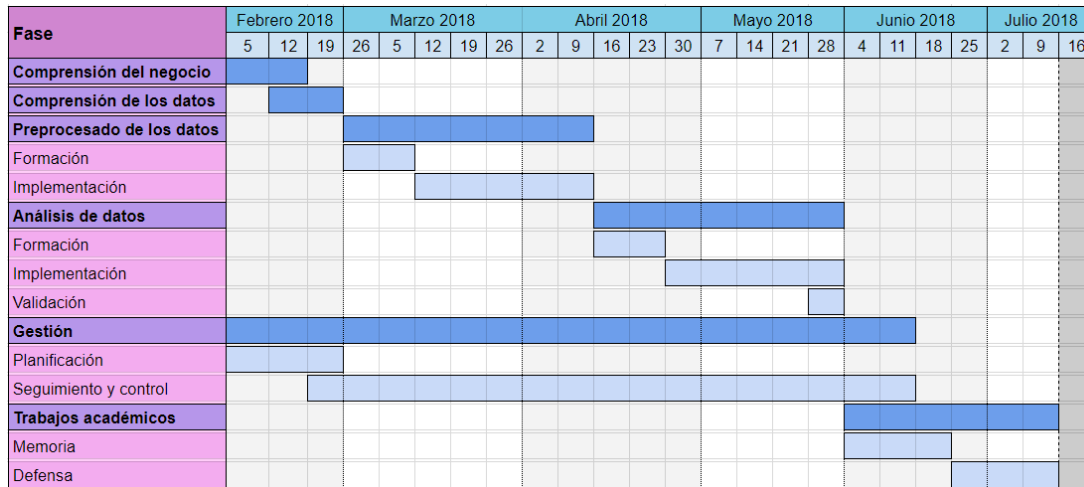 Fase
Febrero 2018 Marzo 2018 Abril 2018 Mayo 2018 Junio 2018 Julio 2018
5 12 19 26 5 12 19 26 2 9 16 23 30 7 14 21 28 4 11 18 25 2 9 16
Comprensión del negocio
Comprensión de los datos
Preprocesado de los datos
Formación
Implementación
Análisis de datos
Formación
Implementación
Validación
Gestión
Planificación
Seguimiento y control
Trabajos académicos
Memoria
Defensa